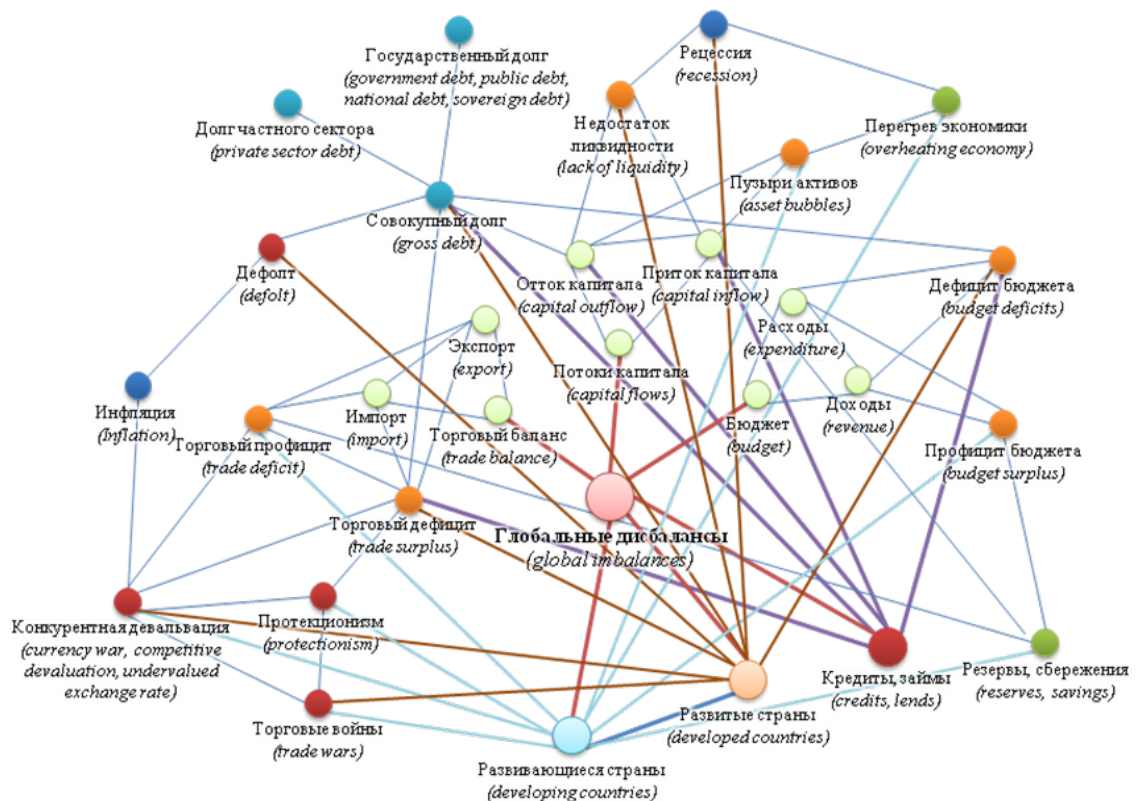 Государственный долг
(government debt, public debt,
national debt, sovereign debt)
Рецессия
(recession)
Долг частного сектора
(private sector debt)
Недостаток
ликвидности
(lack of liquidity)
Перегрев экономики
(overheating economy)
Пузыри активов
(asset bubbles)
Совокупный долг
(gross debt)
Дефолт
(defolt)
Отток капитала
(capital outflow)
Приток капитала
(capital inflow)
Дефицит бюджета
(budget deficits)
Расходы
(expenditure)
Экспорт
(export)
Потоки капитала
(capital flows)
Инфляция
(Inflation)
Импорт
(import)
Торговый профицит
(trade deficit)
Торговый баланс
(trade balance)
Бюджет
(budget)
Доходы
(revenue)
Профицит бюджета
(budget surplus)
Торговый дефицит
(trade surplus)
Глобальные дисбалансы
(global imbalances)
Конкурентная девальвация
(currency war, competitive
devaluation, undervalued
exchange rate)
Протекционизм
(protectionism)
Кредиты, займы
(credits, lends)
Резервы, сбережения
(reserves, savings)
Торговые войны
(trade wars)
Развитые страны
(developed countries)
Развивающиеся страны
(developing countries)